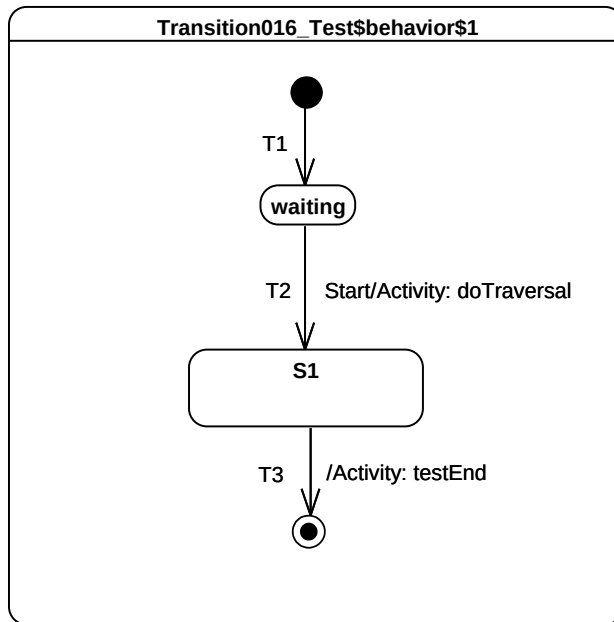 Transition016_Test$behavior$1
T1
waiting
T2 Start/Activity: doTraversal
S1
T3 /Activity: testEnd